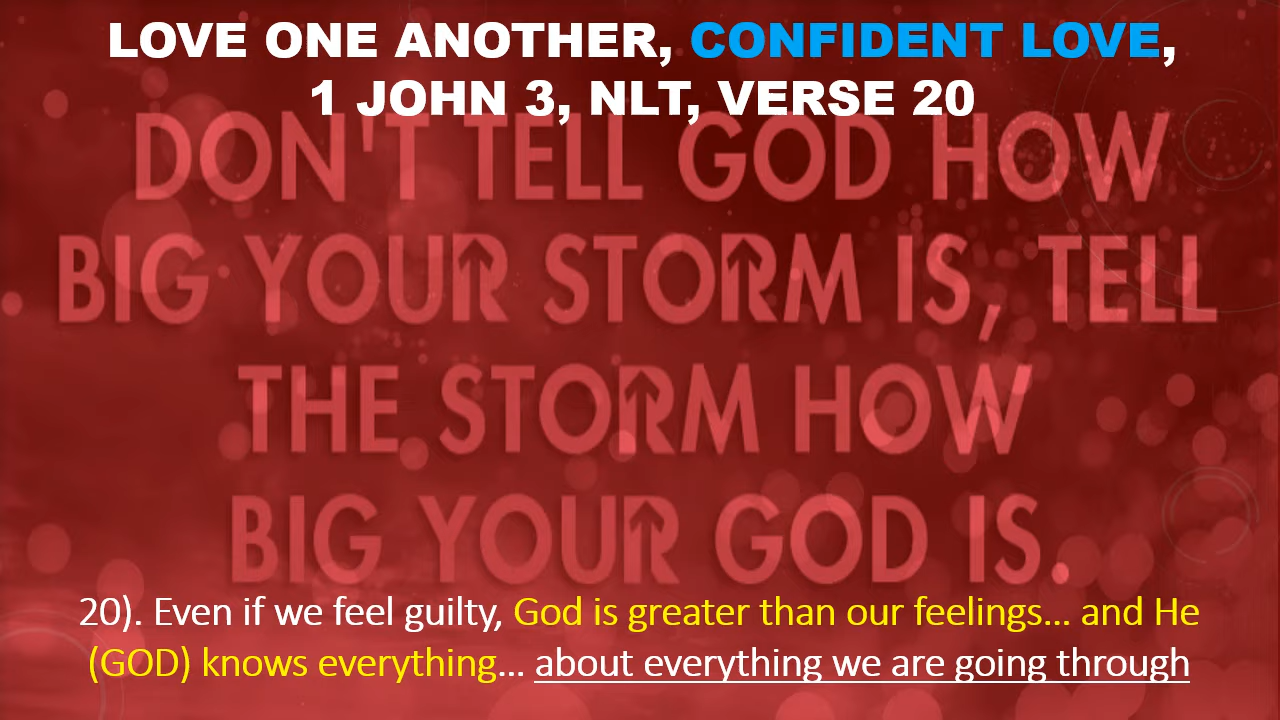 LOVE ONE ANOTHER, CONFIDENT LOVE,
1 JOHN 3, NLT, VERSE 20
DON'T TELL GOD HOW
BIG YOUR STORM IS, TELL
THE STORM HOW
BIG YOUR GOD IS.
20). Even if we feel guilty, God is greater than our feelings... and He
(GOD) knows everything... about everything we are going through